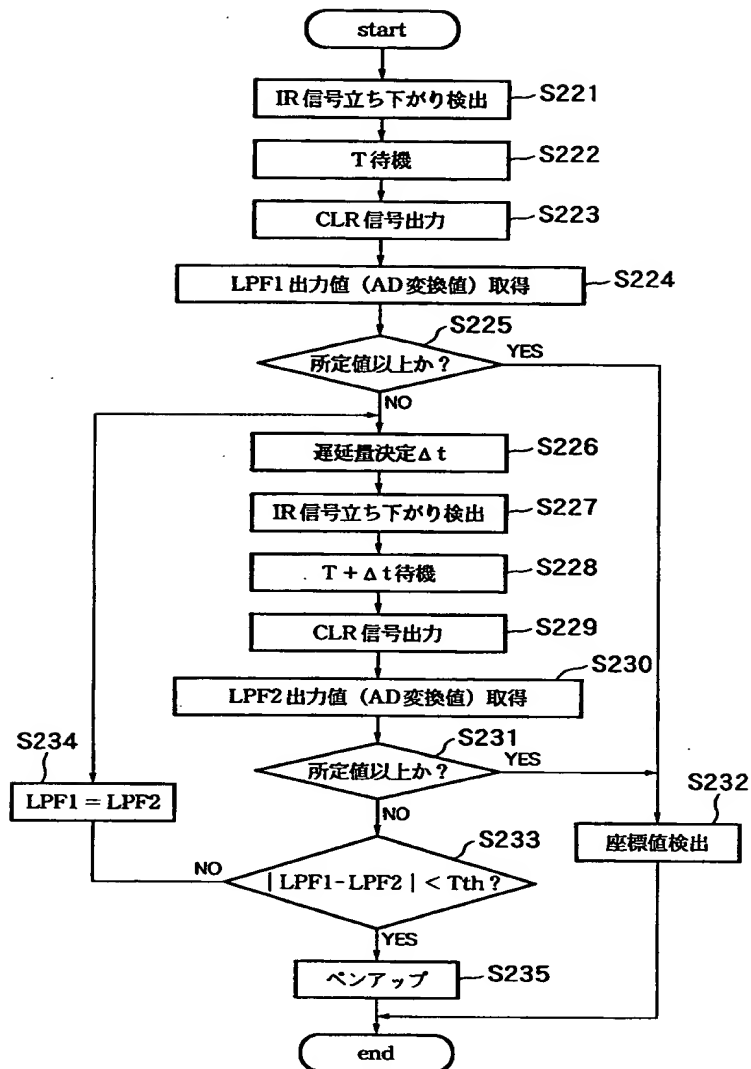 start
IR信号立ち下がり検出 S221
T待機 S222
CLR信号出力 S223
LPF1出力値（AD変換値）取得 S224
S225
所定値以上か？ YES
NO
遅延量決定Δt S226
IR信号立ち下がり検出 S227
T+Δt待機 S228
CLR信号出力 S229
S230
LPF2出力値（AD変換値）取得
S231
所定値以上か？ YES
S234
LPF1=LPF2
S232
座標値検出
NO
S233
|LPF1-LPF2|<Tth？
NO
YES
ペンアップ S235
end